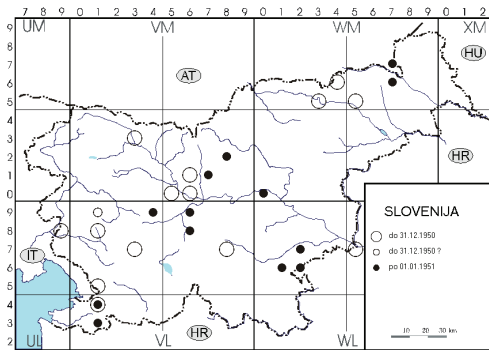 7 8 9 0 1 2 3 4 5 6 7 8 9 0 1 2 3 4 5 6 7 8 9 0 1 2
UM VM WM XM
9
8
7
6
5
4
3
2
1
0
9
8
7
6
5
4
3
2
AT
HU
HR
IT
HR
UL VL WL
SLOVENIJA
do 31.12.1950
do 31.12.1950 ?
po 01.01.1951
10 20 30 km